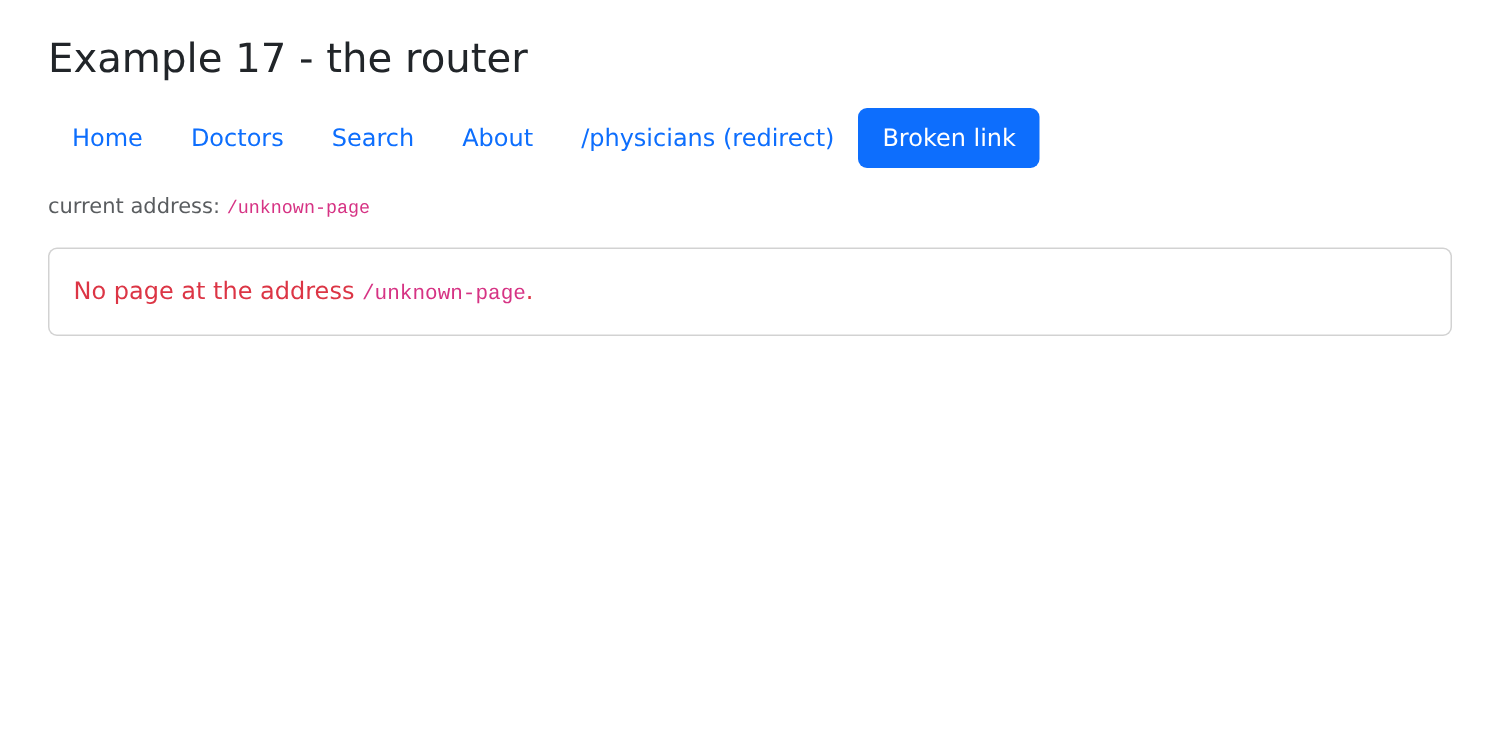 Example 17 - the router
Home Doctors Search About /physicians (redirect) Broken link
current address: /unknown-page
No page at the address /unknown-page.